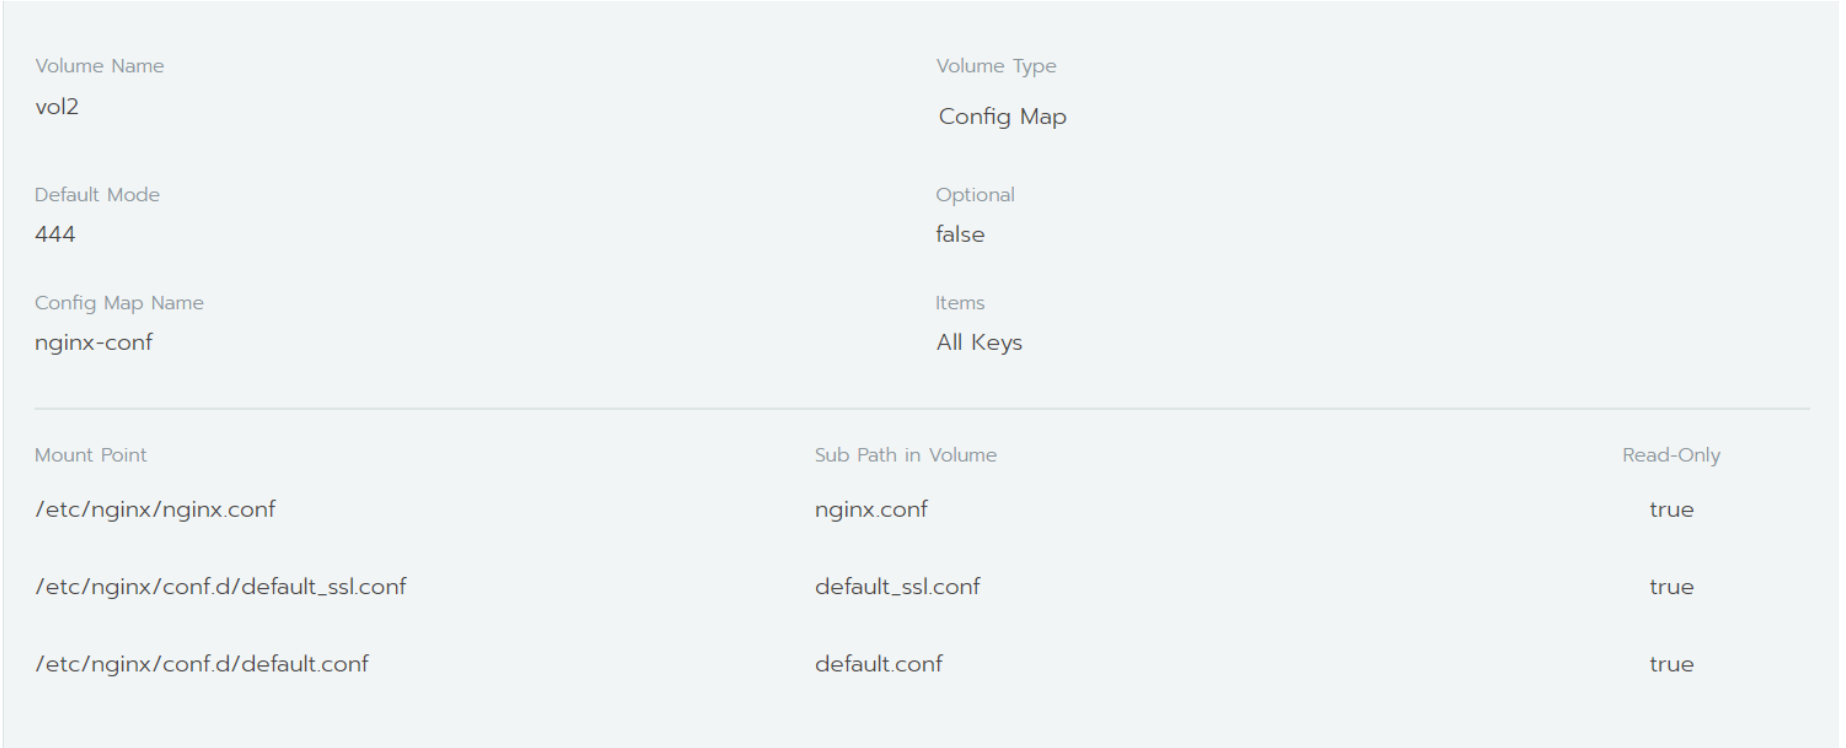 Volume Name
Volume Type
vol2
Config Map
Default Mode
Optional
444
false
Config Map Name
Items
nginx-conf
All Keys
Mount Point
Sub Path in Volume
Read-Only
/etc/nginx/nginx.conf
nginx.conf
true
/etc/nginx/conf.d/default_ssl.conf
default_ssl.conf
true
/etc/nginx/conf.d/default.conf
default.conf
true